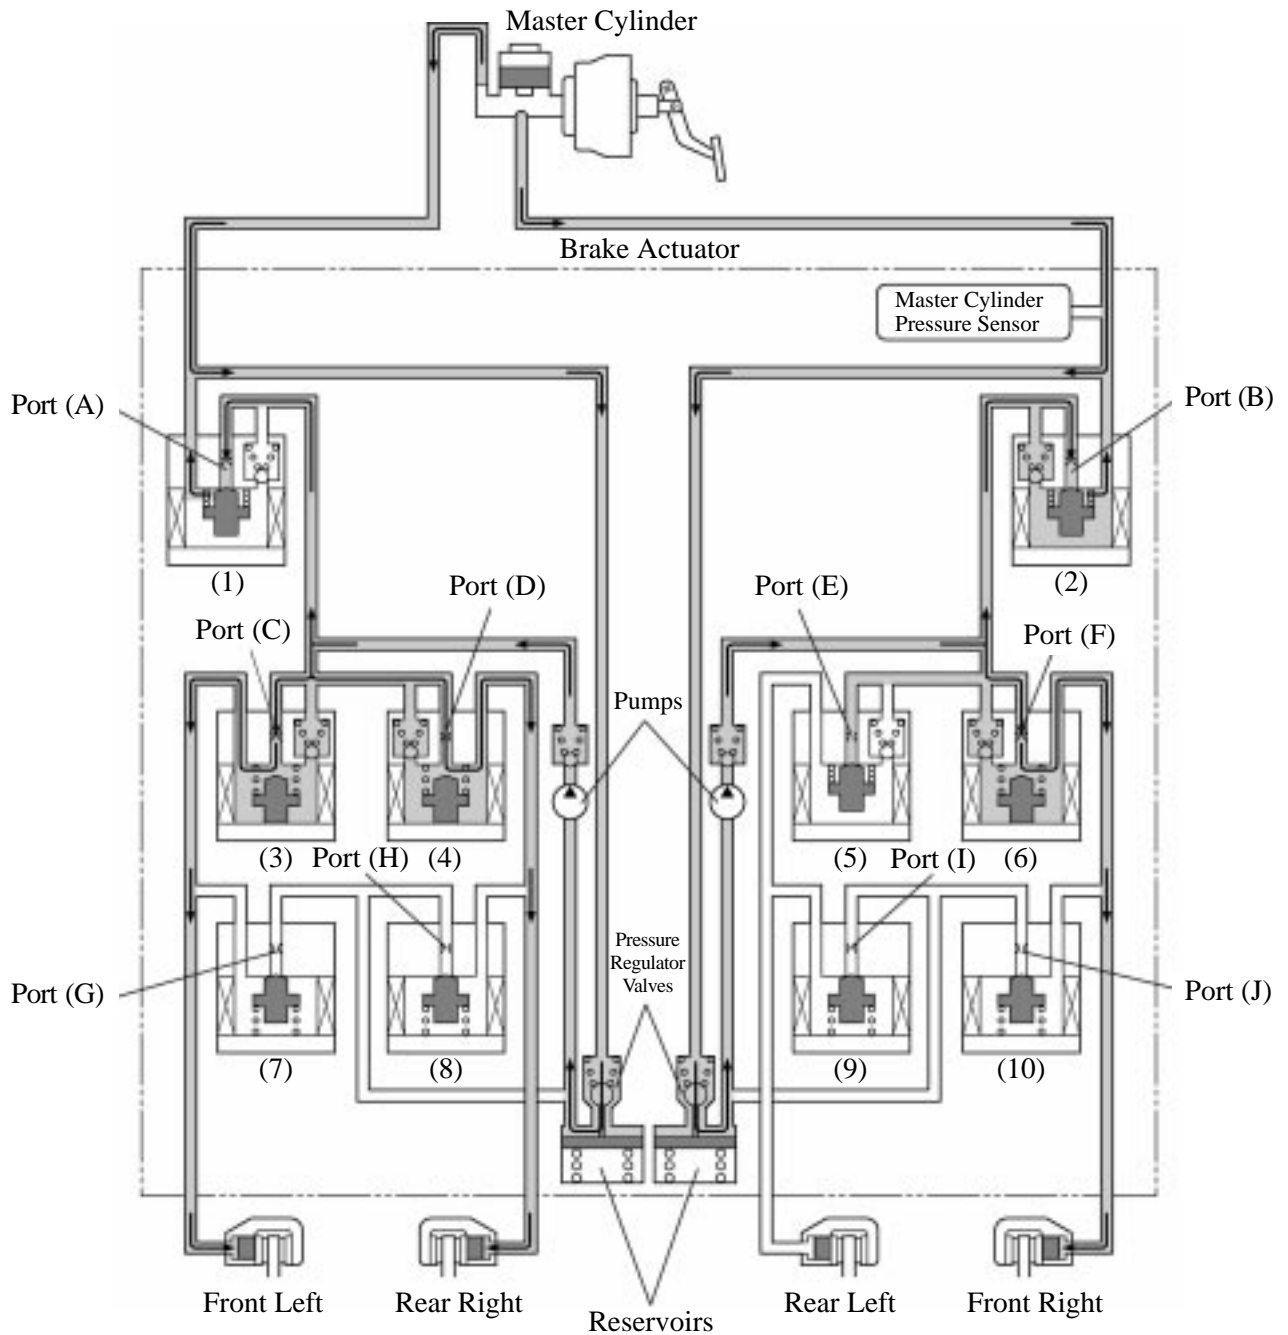 Master Cylinder
Brake Actuator
Master Cylinder
Pressure Sensor
Port (A)
Port (B)
(1)
(2)
Port (D)
Port (E)
Port (C)
Port (F)
Pumps
(3)
Port (H)
(4)
(5)
Port (I)
(6)
Pressure
Regulator
Valves
Port (G)
Port (J)
(7)
(8)
(9)
(10)
Front Left
Rear Right
Reservoirs
Rear Left
Front Right